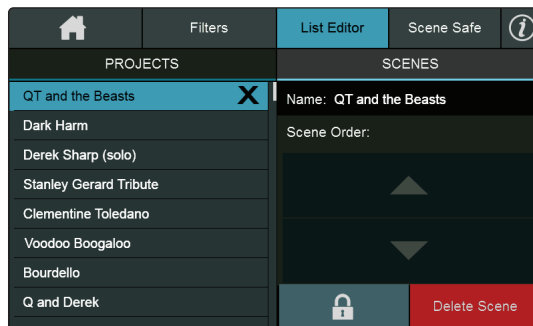 Filters
List Editor
Scene Safe
i
PROJECTS
SCENES
QT and the Beasts X
Dark Harm
Derek Sharp (solo)
Stanley Gerard Tribute
Clementine Toledano
Voodoo Boogaloo
Bourdello
Q and Derek
Name: QT and the Beasts
Scene Order:
Delete Scene